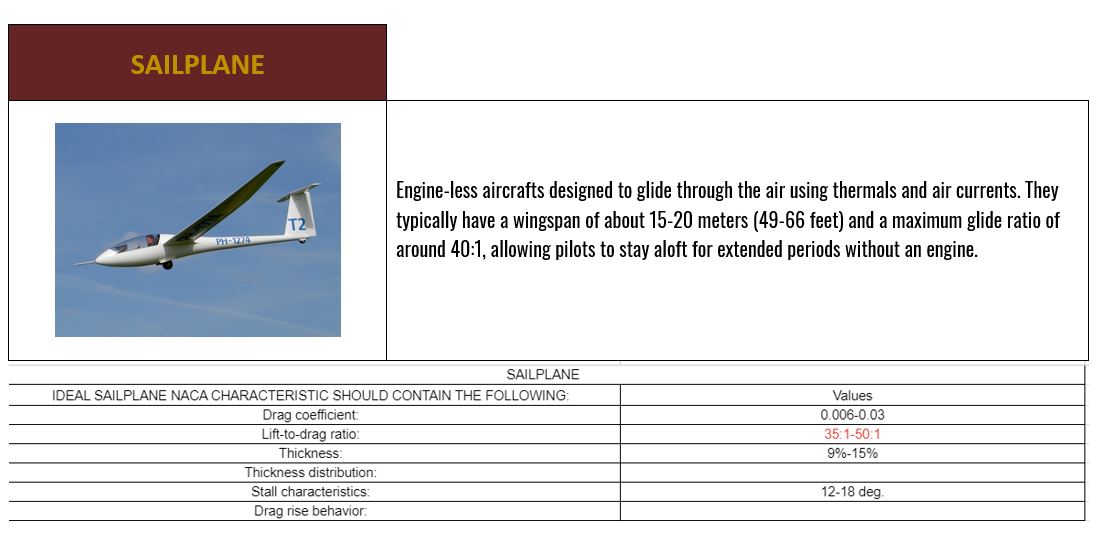 SAILPLANE
T2
PH-1274
Engine-less aircrafts designed to glide through the air using thermals and air currents. They
typically have a wingspan of about 15-20 meters (49-66 feet) and a maximum glide ratio of
around 40:1, allowing pilots to stay aloft for extended periods without an engine.
SAILPLANE
IDEAL SAILPLANE NACA CHARACTERISTIC SHOULD CONTAIN THE FOLLOWING: Values
Drag coefficient: 0.006-0.03
Lift-to-drag ratio: 35:1-50:1
Thickness: 9%-15%
Thickness distribution:
Stall characteristics: 12-18 deg.
Drag rise behavior: